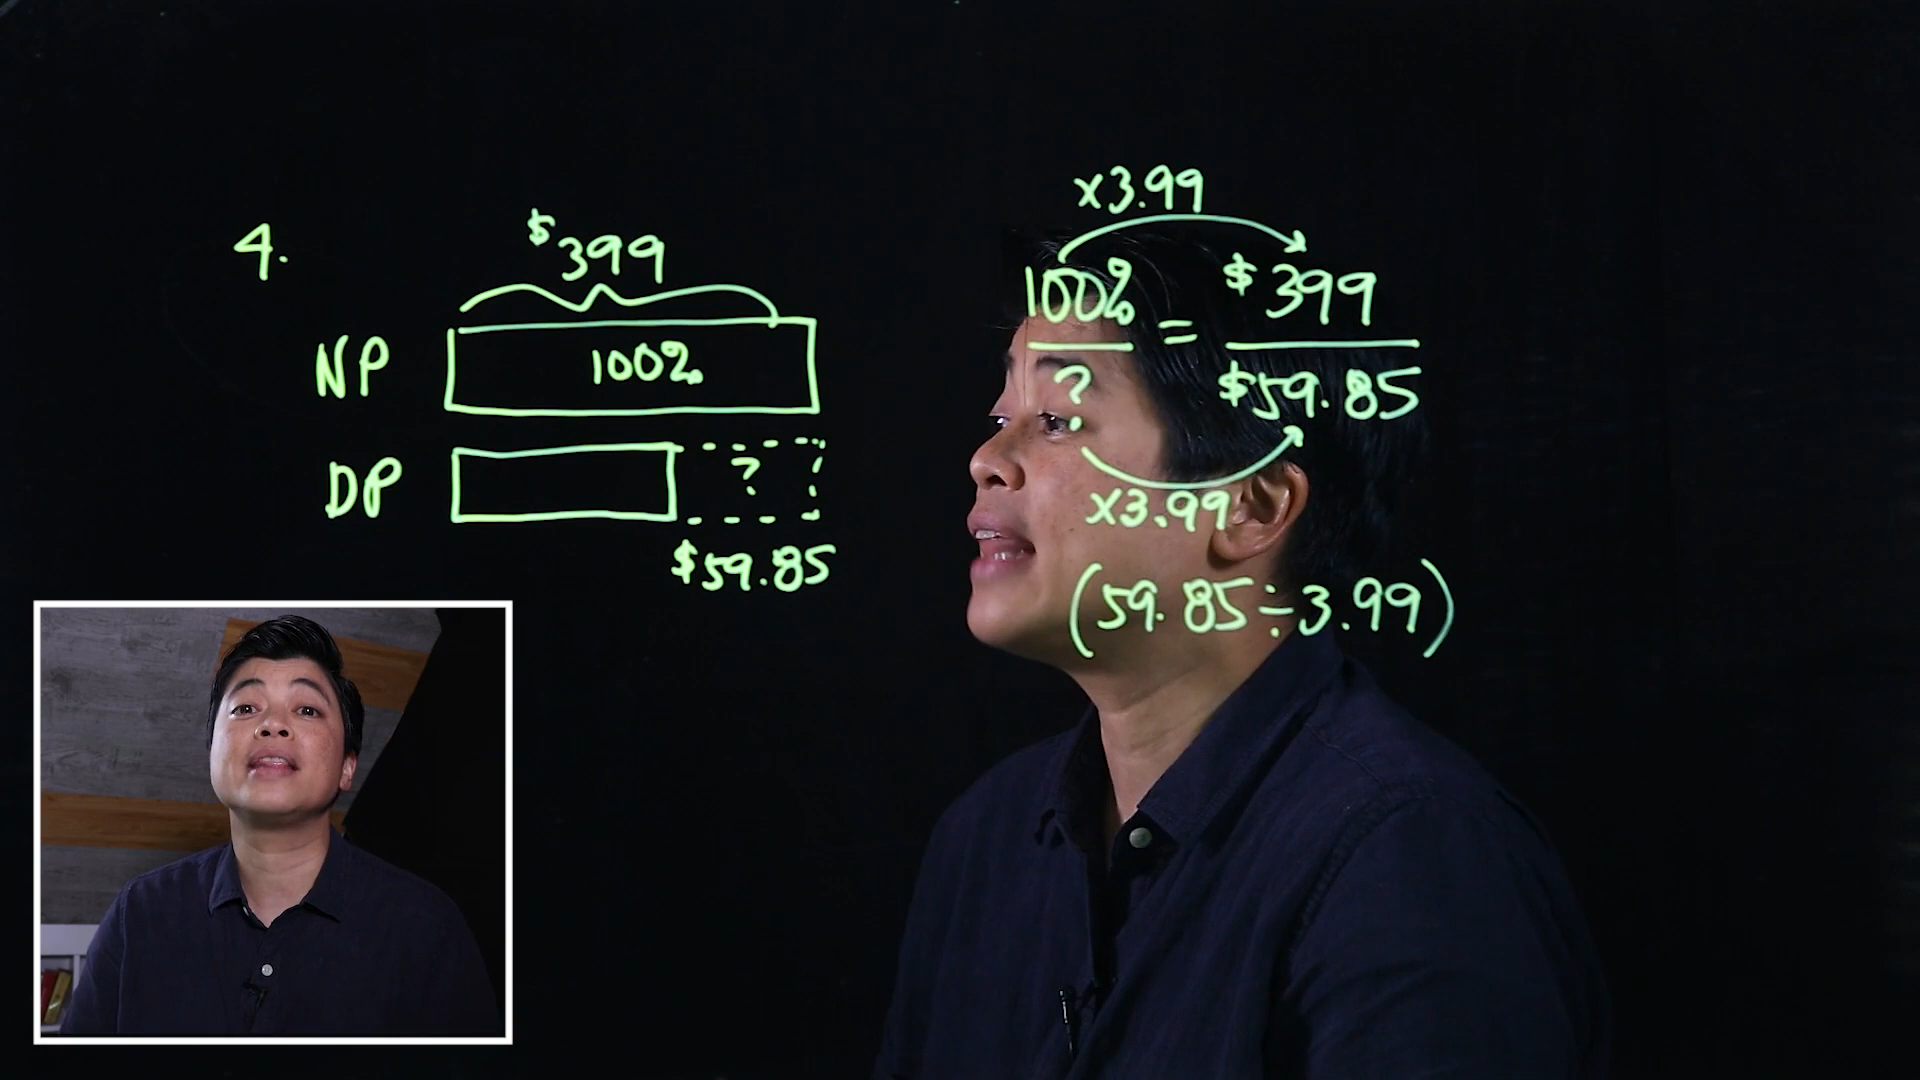 4.
$399
NP 100%
DP ?
$59.85
x3.99
100% = $399
? $59.85
x3.99
(59.85÷3.99)